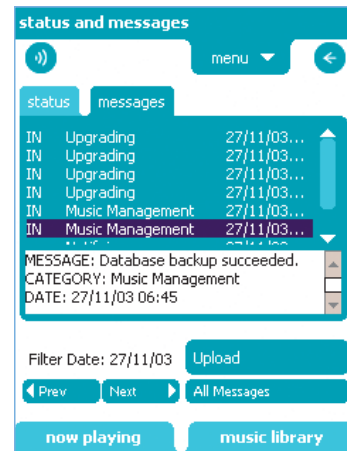 status and messages
menu
status messages
IN Upgrading 27/11/03...
IN Upgrading 27/11/03...
IN Upgrading 27/11/03...
IN Upgrading 27/11/03...
IN Music Management 27/11/03...
IN Music Management 27/11/03...
MESSAGE: Database backup succeeded.
CATEGORY: Music Management
DATE: 27/11/03 06:45
Filter Date: 27/11/03 Upload
Prev Next All Messages
now playing music library